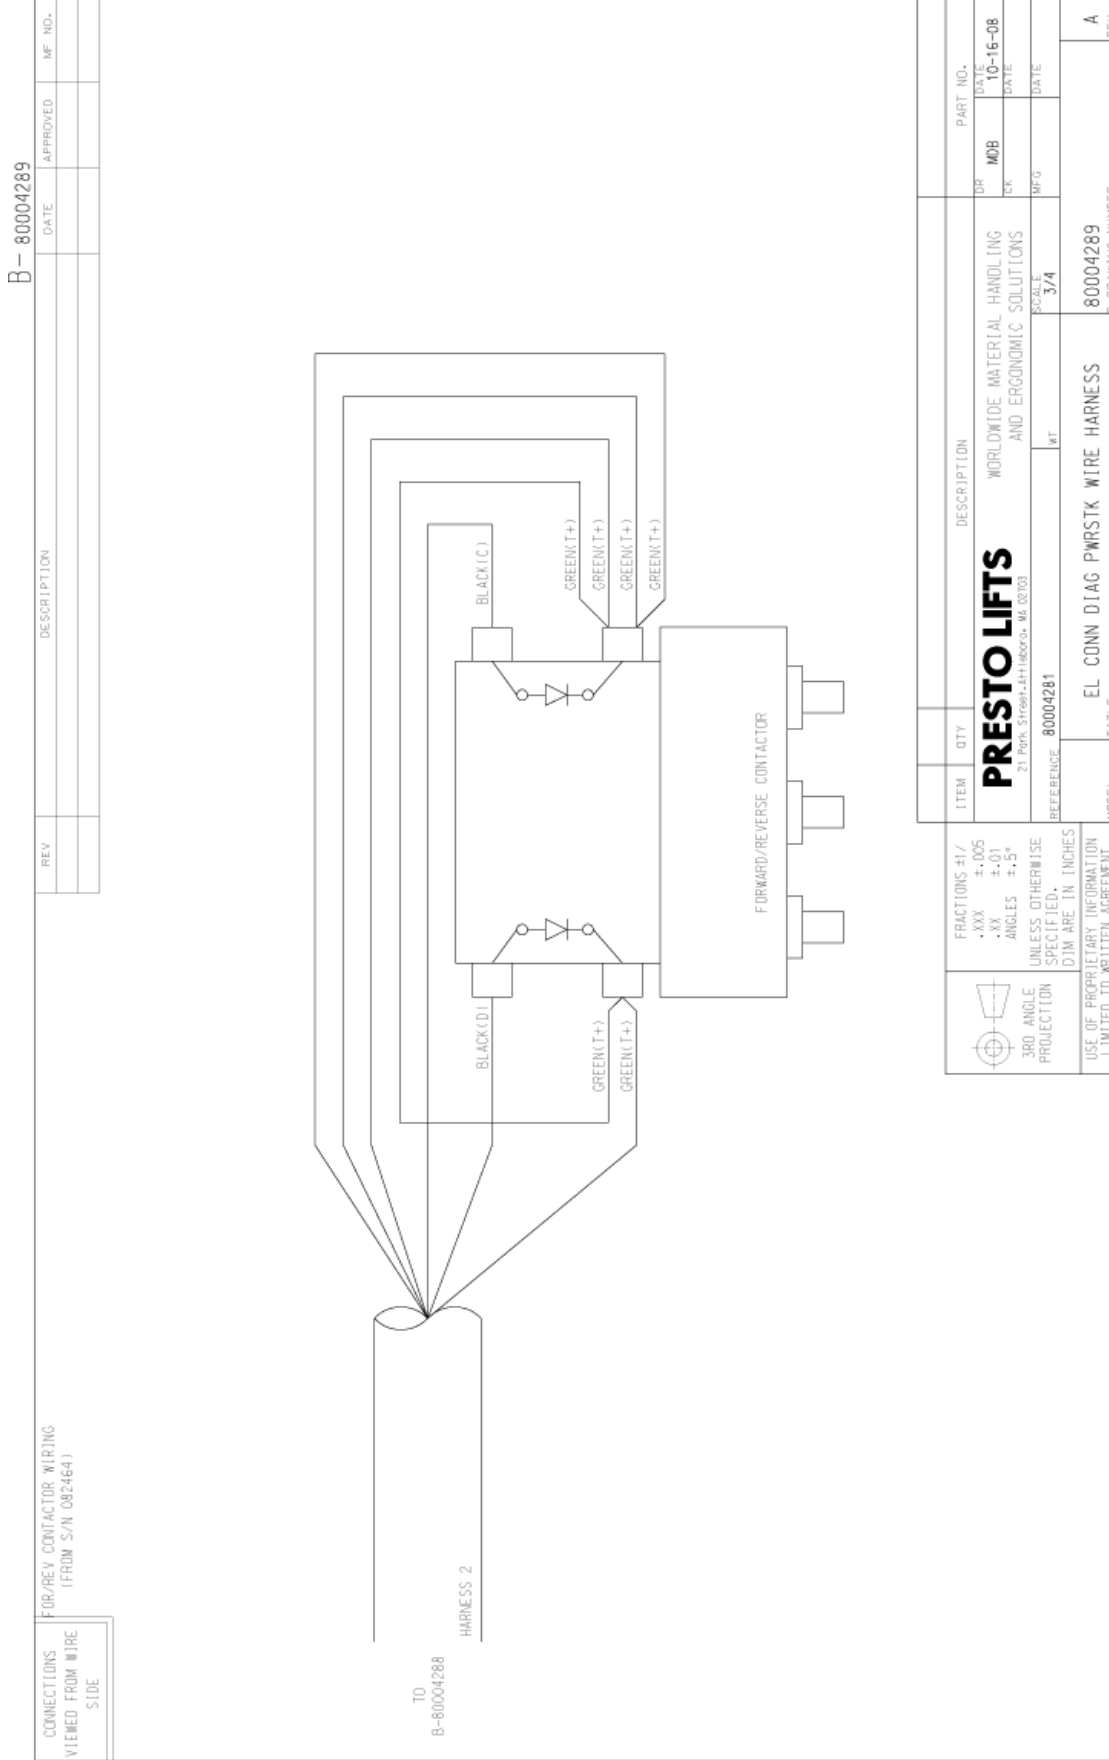 B- 80004289
REV
DESCRIPTION
DATE
APPROVED
MF NO.
CONNECTIONS
VIEWED FROM WIRE
SIDE
FOR/REV CONTACTOR WIRING
(FROM S/N 082464)
TO
B-80004288
HARNESS 2
BLACK(D)
GREEN(T+)
GREEN(T+)
BLACK(C)
GREEN(T+)
GREEN(T+)
GREEN(T+)
GREEN(T+)
FORWARD/REVERSE CONTACTOR
3RD ANGLE
PROJECTION
FRACTIONS ±1/
.XXX ±.005
.XX ±.01
ANGLES ±.5°
UNLESS OTHERWISE
SPECIFIED.
DIM ARE IN INCHES
USE OF PROPRIETARY INFORMATION
LIMITED TO WRITTEN AGREEMENT
ITEM
QTY
DESCRIPTION
PART NO.
PRESTO LIFTS
21 Park Street.Attleboro. MA 02703
WORLDWIDE MATERIAL HANDLING
AND ERGONOMIC SOLUTIONS
DR
MDB
DATE
10-16-08
CK
DATE
REFERENCE
80004281
WT
SCALE
3/4
MFG
DATE
EL CONN DIAG PWRSTK WIRE HARNESS
80004289
A